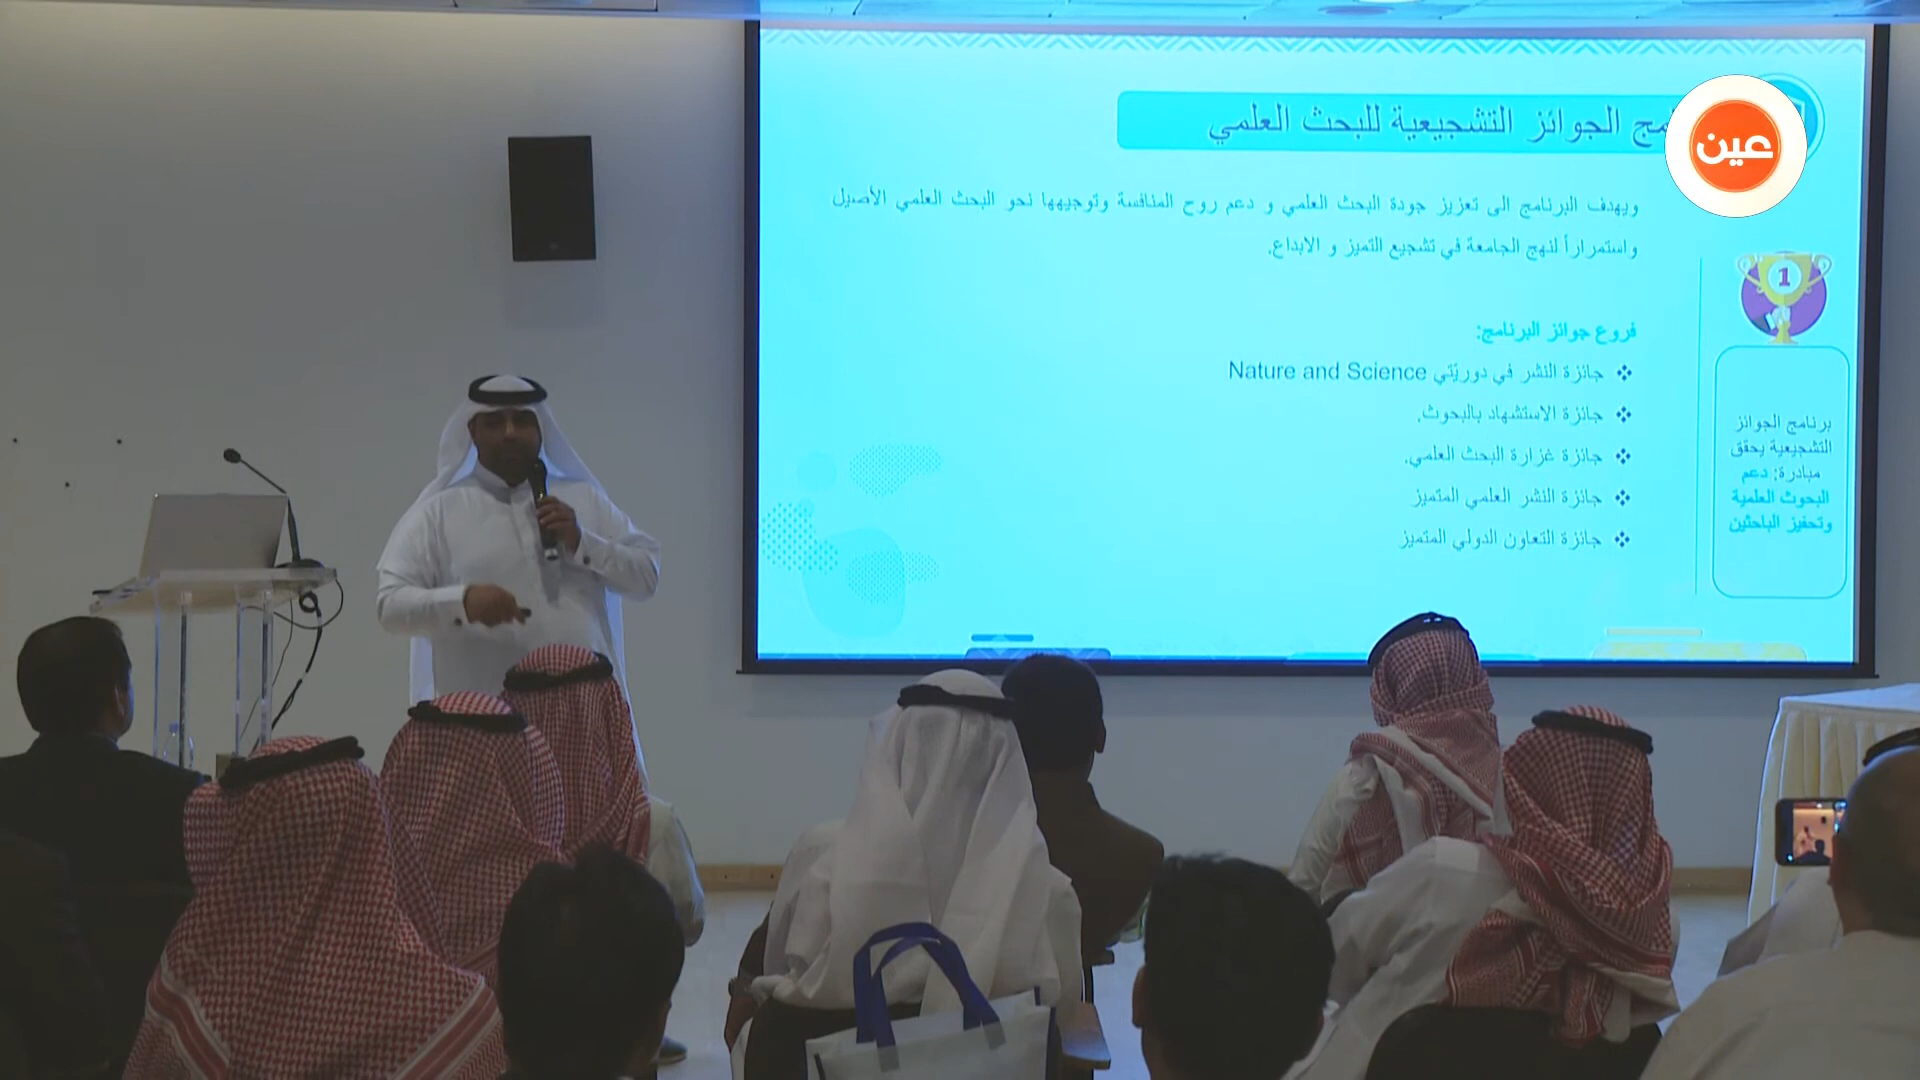 مج الجوائز التشجيعية للبحث العلمي
عين
ويهدف البرنامج الى تعزيز جودة البحث العلمي و دعم روح المنافسة وتوجيهها نحو البحث العلمي الأصيل
واستمراراً لنهج الجامعة في تشجيع التميز و الابداع.
1
فروع جوائز البرنامج:
جائزة النشر في دوريتي Nature and Science
جائزة الاستشهاد بالبحوث.
جائزة غزارة البحث العلمي.
جائزة النشر العلمي المتميز
جائزة التعاون الدولي المتميز
برنامج الجوائز
التشجيعية يحقق
مبادرة: دعم
البحوث العلمية
وتحفيز الباحثين